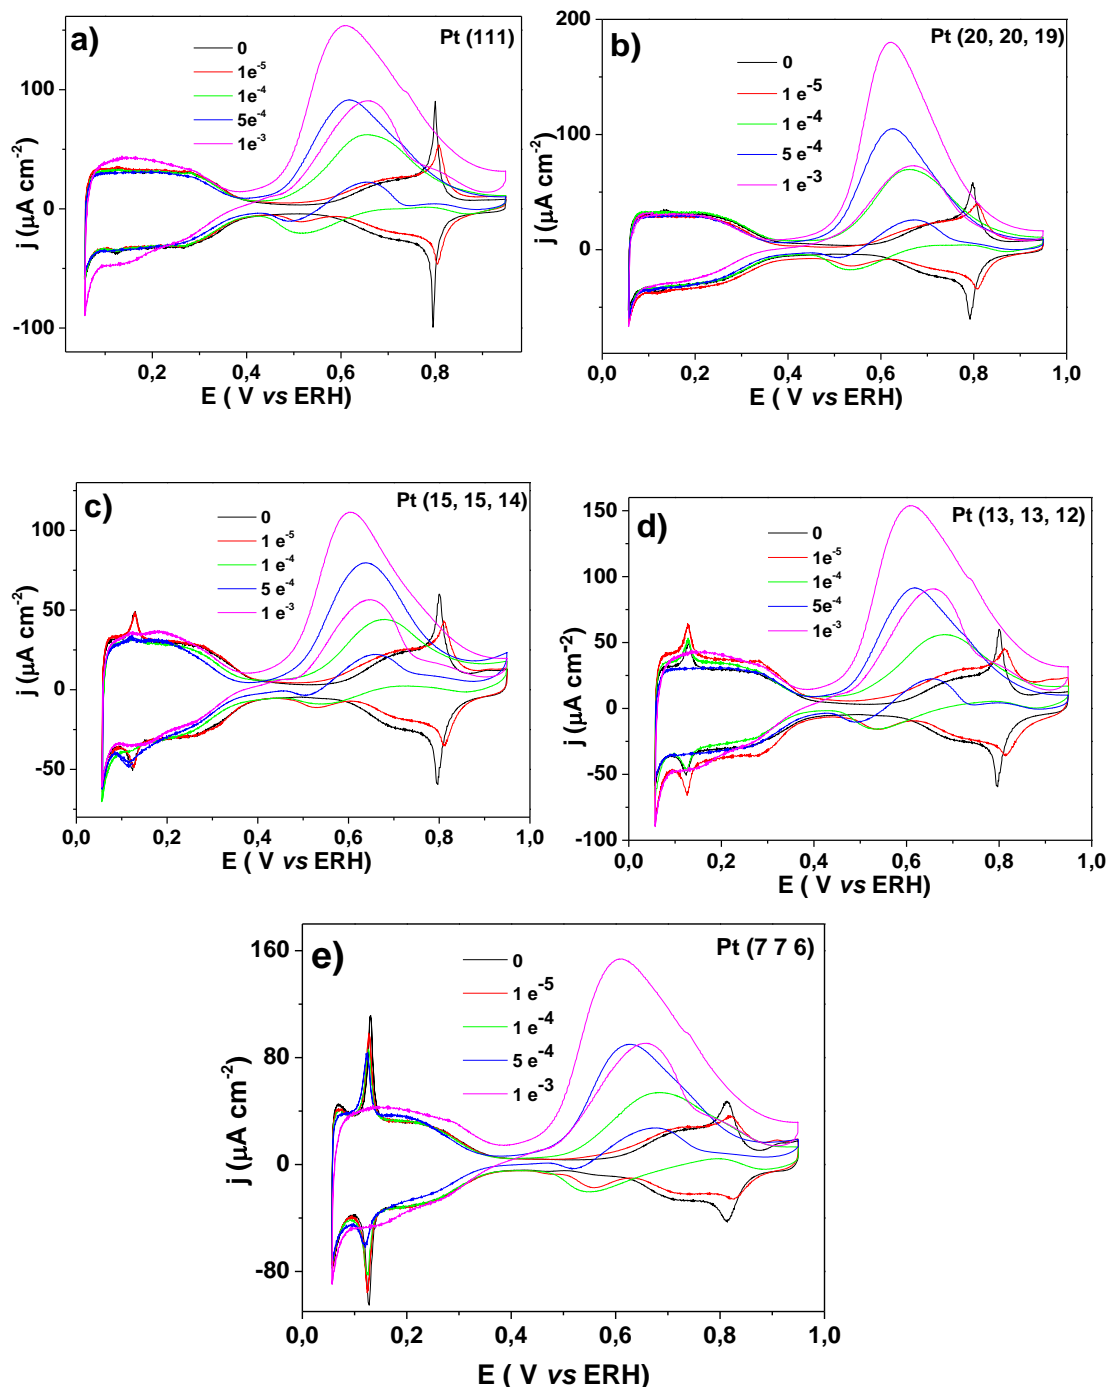 a)
Pt (111)
0
1e-5
1e-4
5e-4
1e-3
100
0
-100
j (µA cm-2)
0,2 0,4 0,6 0,8
E ( V vs ERH)
b)
Pt (20, 20, 19)
0
1 e-5
1 e-4
5 e-4
1 e-3
200
100
0
j (µA cm-2)
0,0 0,2 0,4 0,6 0,8 1,0
E ( V vs ERH)
c)
Pt (15, 15, 14)
0
1 e-5
1 e-4
5 e-4
1 e-3
100
50
0
-50
j (µA cm-2)
0,0 0,2 0,4 0,6 0,8 1,0
E ( V vs ERH)
d)
Pt (13, 13, 12)
0
1e-5
1e-4
5e-4
1e-3
150
100
50
0
-50
-100
j (µA cm-2)
0,0 0,2 0,4 0,6 0,8 1,0
E ( V vs ERH)
e)
Pt (7 7 6)
0
1 e-5
1 e-4
5 e-4
1 e-3
160
80
0
-80
j (µA cm-2)
0,0 0,2 0,4 0,6 0,8 1,0
E ( V vs ERH)